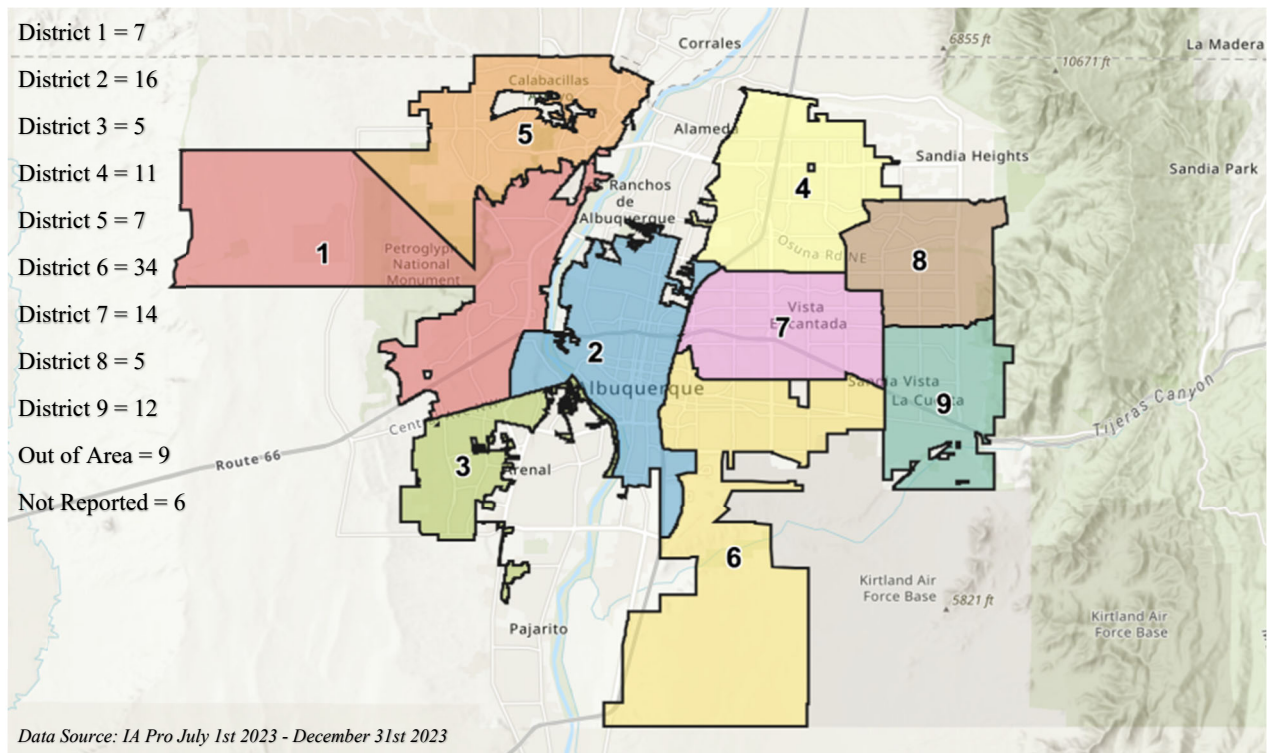 District 1 = 7
District 2 = 16
District 3 = 5
District 4 = 11
District 5 = 7
District 6 = 34
District 7 = 14
District 8 = 5
District 9 = 12
Out of Area = 9
Not Reported = 6
Corrales
6855 ft
La Madera
10671 ft
Calabacillas
5
Alameda
Sandia Heights
Sandia Park
4
Ranchos
de
Albuquerque
1
Petroglyph
National
Monument
Osuna Rd NE
8
Vista
Encantada
7
2
Albuquerque
Sandia Vista
La Cuesta
9
Tijeras Canyon
Route 66
3
Arenal
6
Kirtland Air
Force Base
5821 ft
Kirtland Air
Force Base
Pajarito
Data Source: IA Pro July 1st 2023 - December 31st 2023